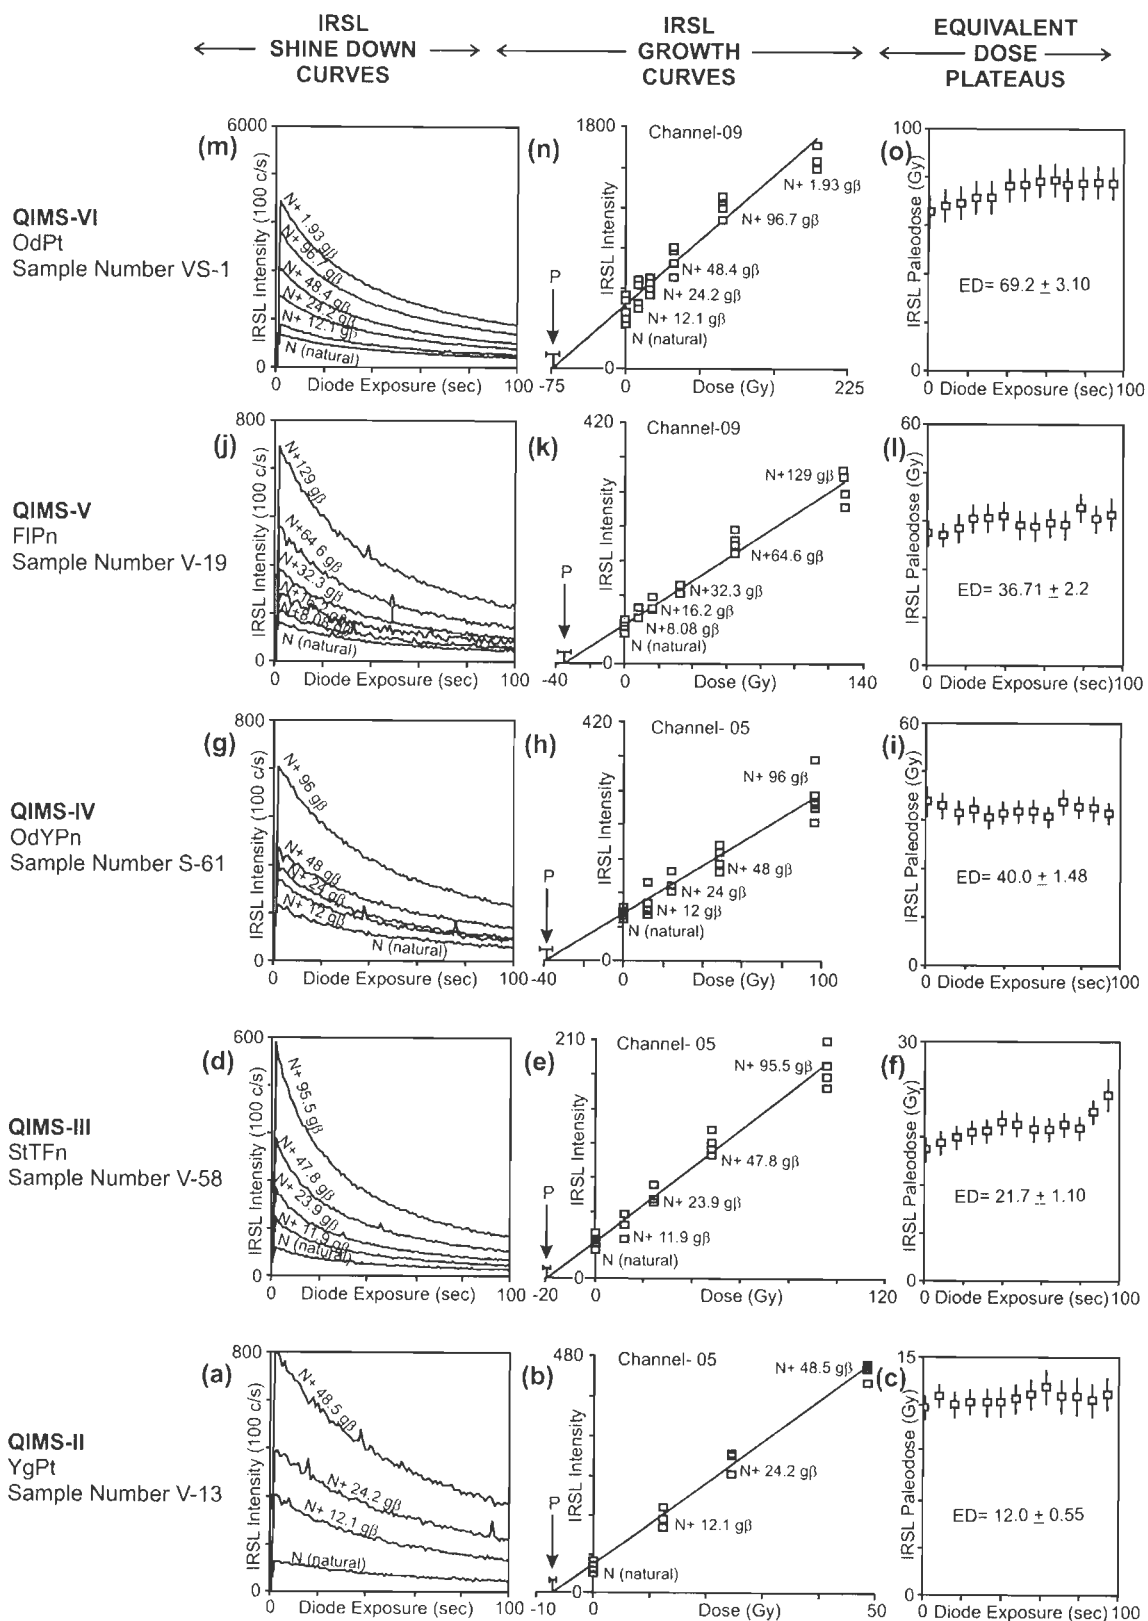 IRSL
SHINE DOWN
CURVES
IRSL
GROWTH
CURVES
EQUIVALENT
DOSE
PLATEAUS
QIMS-VI
OdPt
Sample Number VS-1
(m)
6000
IRSL Intensity (100 c/s)
N+ 1.93 gβ
N+ 96.7 gβ
N+ 48.4 gβ
N+ 24.2 gβ
N+ 12.1 gβ
N (natural)
0
0 Diode Exposure (sec) 100
(n)
1800
Channel-09
IRSL Intensity
N+ 1.93 gβ
N+ 96.7 gβ
N+ 48.4 gβ
N+ 24.2 gβ
N+ 12.1 gβ
N (natural)
P
0
-75 0 Dose (Gy) 225
(o)
100
IRSL Paleodose (Gy)
ED= 69.2 ± 3.10
0
0 Diode Exposure (sec) 100
QIMS-V
FIPn
Sample Number V-19
(j)
800
IRSL Intensity (100 c/s)
N+129 gβ
N+64.6 gβ
N+32.3 gβ
N+16.2 gβ
N+8.08 gβ
N (natural)
0
0 Diode Exposure (sec) 100
(k)
420
Channel-09
IRSL Intensity
N+129 gβ
N+64.6 gβ
N+32.3 gβ
N+16.2 gβ
N+8.08 gβ
N (natural)
P
0
-40 0 Dose (Gy) 140
(l)
60
IRSL Paleodose (Gy)
ED= 36.71 ± 2.2
0
0 Diode Exposure (sec) 100
QIMS-IV
OdYPn
Sample Number S-61
(g)
800
IRSL Intensity (100 c/s)
N+ 96 gβ
N+ 48 gβ
N+ 24 gβ
N+ 12 gβ
N (natural)
0
0 Diode Exposure (sec) 100
(h)
420
Channel- 05
IRSL Intensity
N+ 96 gβ
N+ 48 gβ
N+ 24 gβ
N+ 12 gβ
N (natural)
P
0
-40 0 Dose (Gy) 100
(i)
60
IRSL Paleodose (Gy)
ED= 40.0 ± 1.48
0
0 Diode Exposure (sec) 100
QIMS-III
StTFn
Sample Number V-58
(d)
600
IRSL Intensity (100 c/s)
N+ 95.5 gβ
N+ 47.8 gβ
N+ 23.9 gβ
N+ 11.9 gβ
N (natural)
0
0 Diode Exposure (sec) 100
(e)
210
Channel- 05
IRSL Intensity
N+ 95.5 gβ
N+ 47.8 gβ
N+ 23.9 gβ
N+ 11.9 gβ
N (natural)
P
0
-20 0 Dose (Gy) 120
(f)
30
IRSL Paleodose (Gy)
ED= 21.7 ± 1.10
0
0 Diode Exposure (sec) 100
QIMS-II
YgPt
Sample Number V-13
(a)
800
IRSL Intensity (100 c/s)
N+ 48.5 gβ
N+ 24.2 gβ
N+ 12.1 gβ
N (natural)
0
0 Diode Exposure (sec) 100
(b)
480
Channel- 05
IRSL Intensity
N+ 48.5 gβ
N+ 24.2 gβ
N+ 12.1 gβ
N (natural)
P
0
-10 0 Dose (Gy) 50
(c)
15
IRSL Paleodose (Gy)
ED= 12.0 ± 0.55
0
0 Diode Exposure (sec) 100